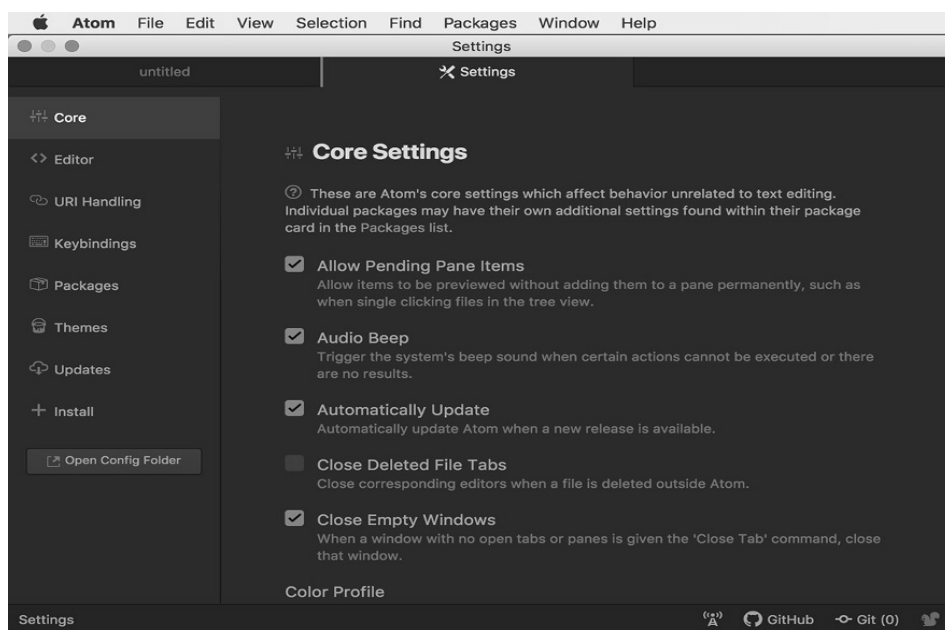 Atom File Edit View Selection Find Packages Window Help
Settings
untitled
Settings
Core
Editor
URI Handling
Keybindings
Packages
Themes
Updates
Install
Open Config Folder
Core Settings
These are Atom's core settings which affect behavior unrelated to text editing.
Individual packages may have their own additional settings found within their package
card in the Packages list.
Allow Pending Pane Items
Allow items to be previewed without adding them to a pane permanently, such as
when single clicking files in the tree view.
Audio Beep
Trigger the system's beep sound when certain actions cannot be executed or there
are no results.
Automatically Update
Automatically update Atom when a new release is available.
Close Deleted File Tabs
Close corresponding editors when a file is deleted outside Atom.
Close Empty Windows
When a window with no open tabs or panes is given the 'Close Tab' command, close
that window.
Color Profile
Settings
GitHub Git (0)